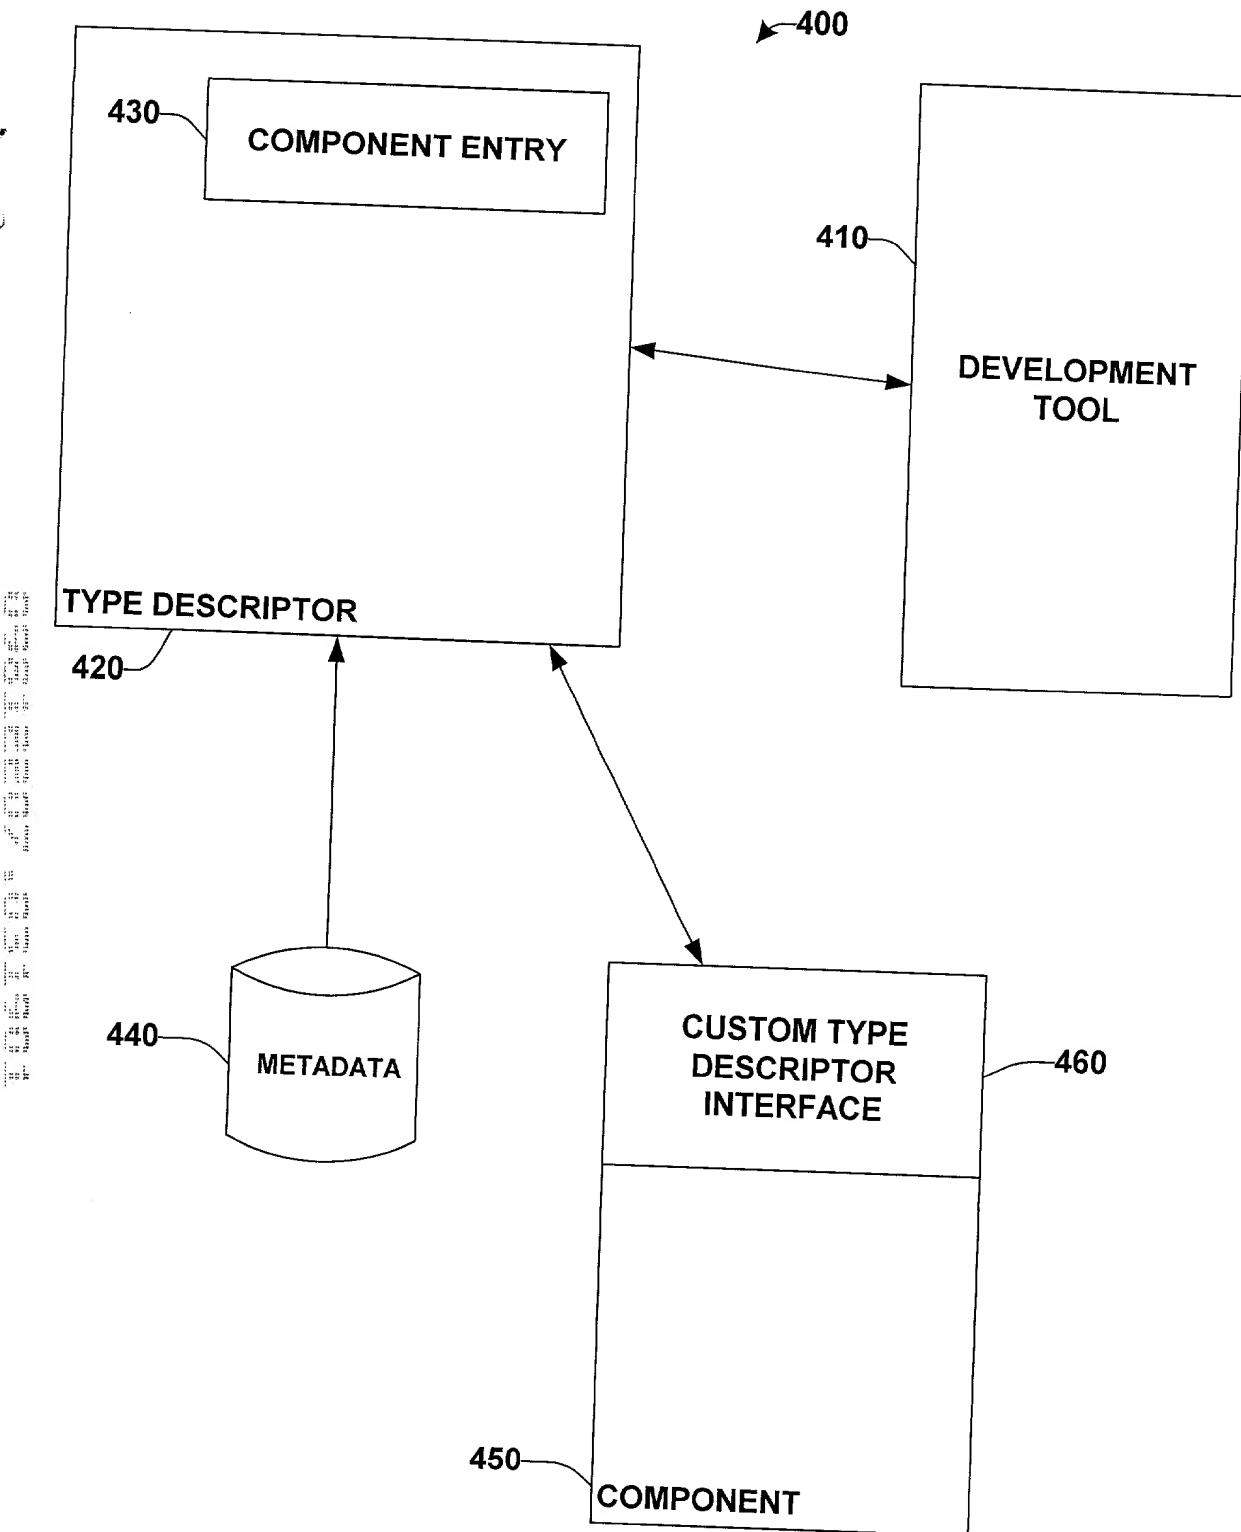 400
430
COMPONENT ENTRY
410
DEVELOPMENT
TOOL
TYPE DESCRIPTOR
420
440
METADATA
CUSTOM TYPE
DESCRIPTOR
INTERFACE
460
450
COMPONENT